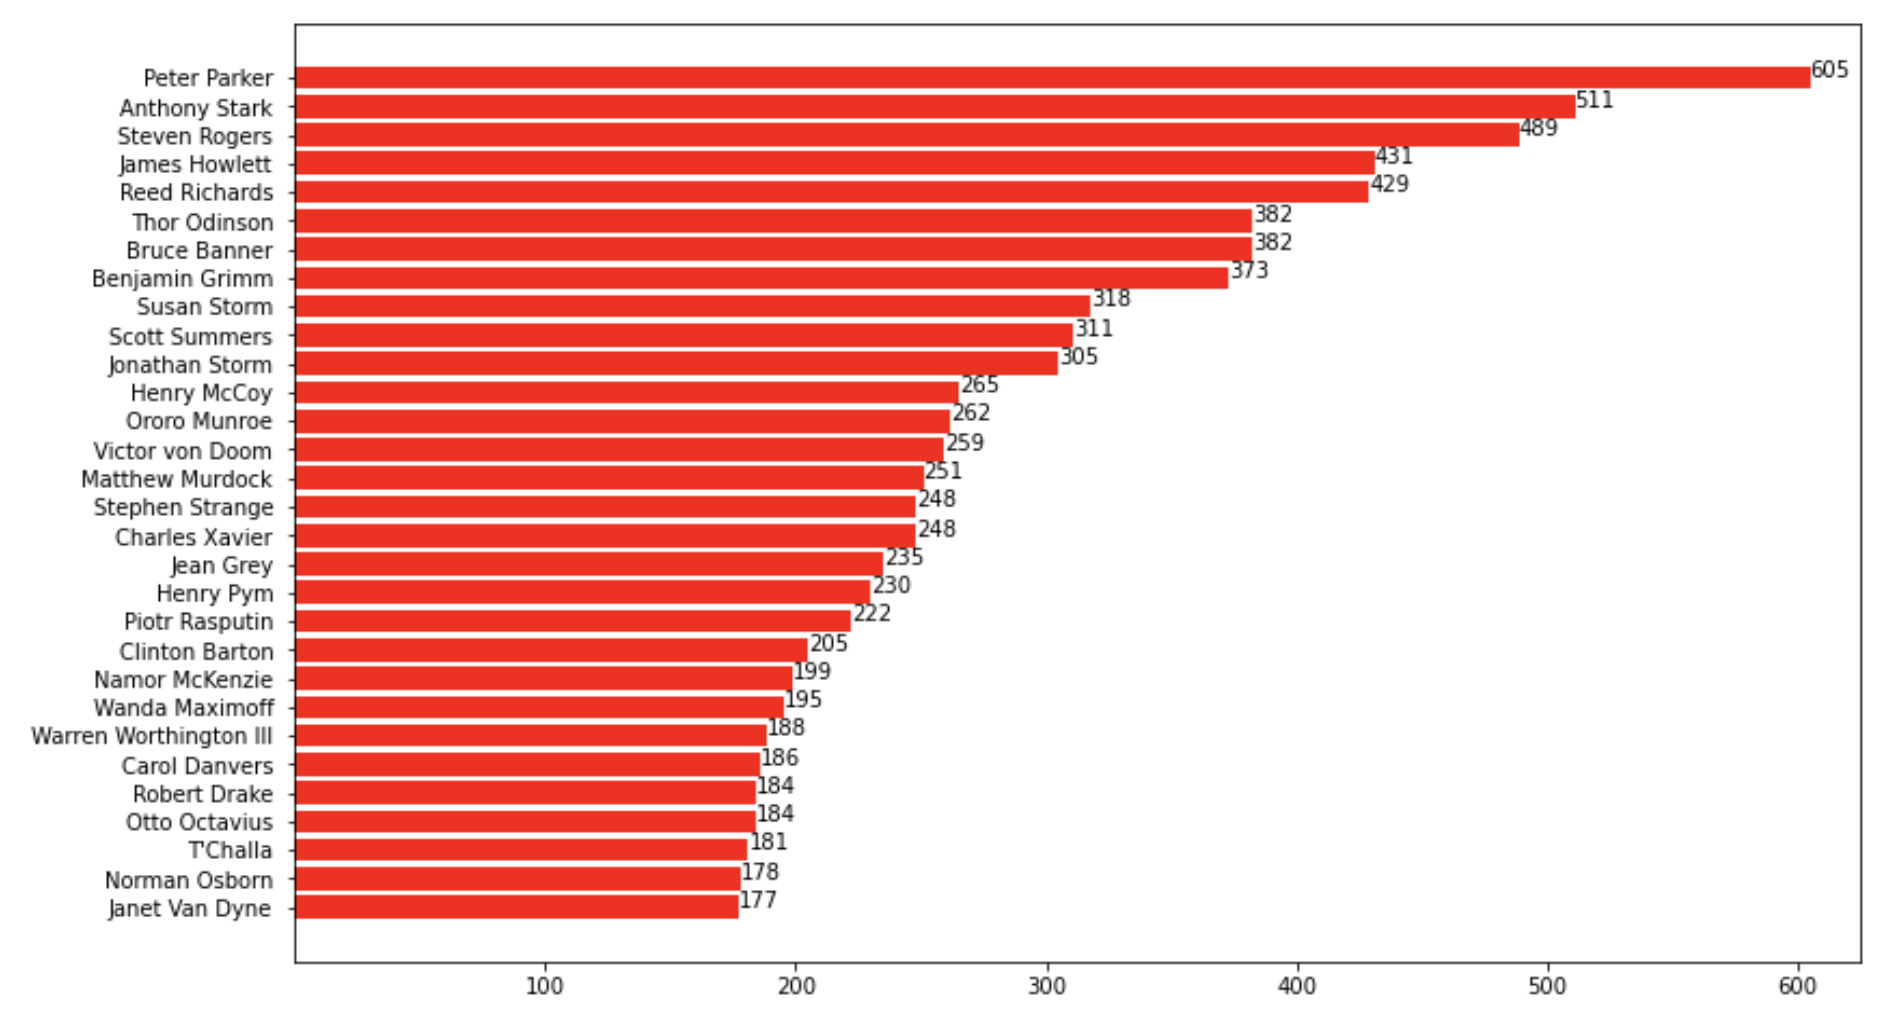 Peter Parker 605
Anthony Stark 511
Steven Rogers 489
James Howlett 431
Reed Richards 429
Thor Odinson 382
Bruce Banner 382
Benjamin Grimm 373
Susan Storm 318
Scott Summers 311
Jonathan Storm 305
Henry McCoy 265
Ororo Munroe 262
Victor von Doom 259
Matthew Murdock 251
Stephen Strange 248
Charles Xavier 248
Jean Grey 235
Henry Pym 230
Piotr Rasputin 222
Clinton Barton 205
Namor McKenzie 199
Wanda Maximoff 195
Warren Worthington III 188
Carol Danvers 186
Robert Drake 184
Otto Octavius 184
T'Challa 181
Norman Osborn 178
Janet Van Dyne 177
100 200 300 400 500 600